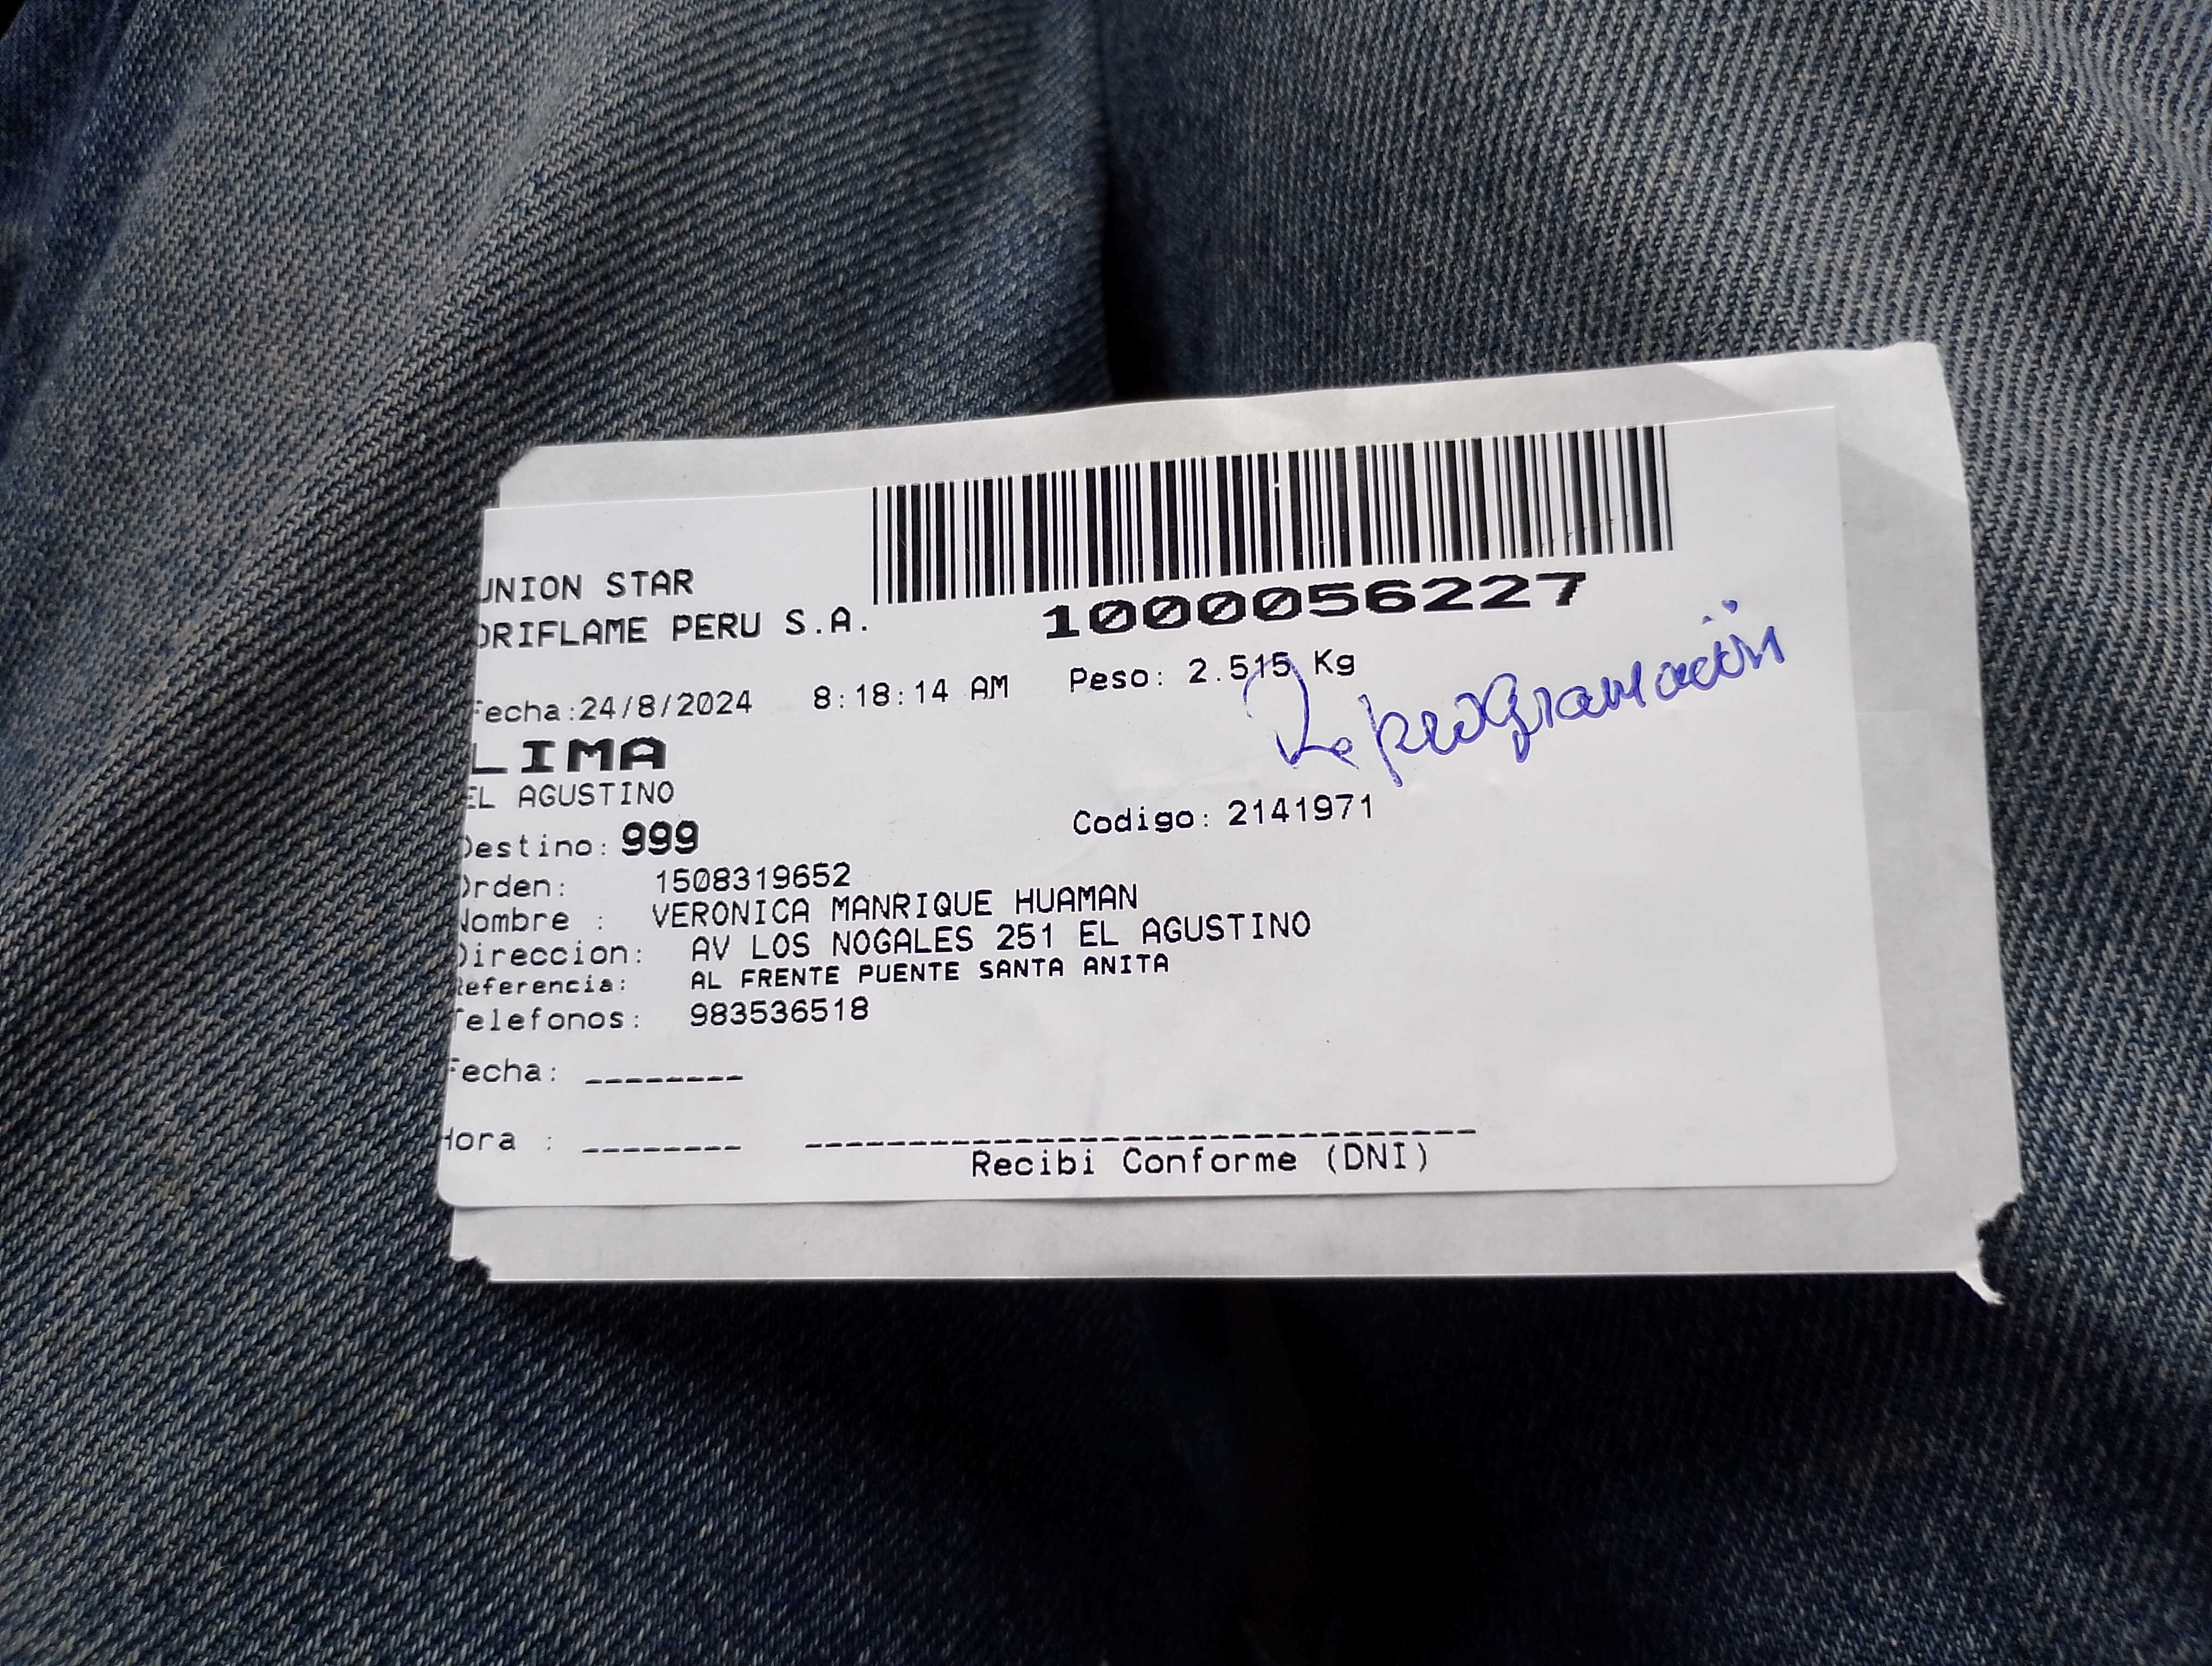 UNION STAR
ORIFLAME PERU S.A.
1000056227
Fecha:24/8/2024 8:18:14 AM Peso: 2.515 Kg
Reprogramación
LIMA
EL AGUSTINO
Destino: 999 Codigo: 2141971
Orden: 1508319652
Nombre : VERONICA MANRIQUE HUAMAN
Direccion: AV LOS NOGALES 251 EL AGUSTINO
Referencia: AL FRENTE PUENTE SANTA ANITA
Telefonos: 983536518
Fecha: --------
Hora : --------
Recibi Conforme (DNI)